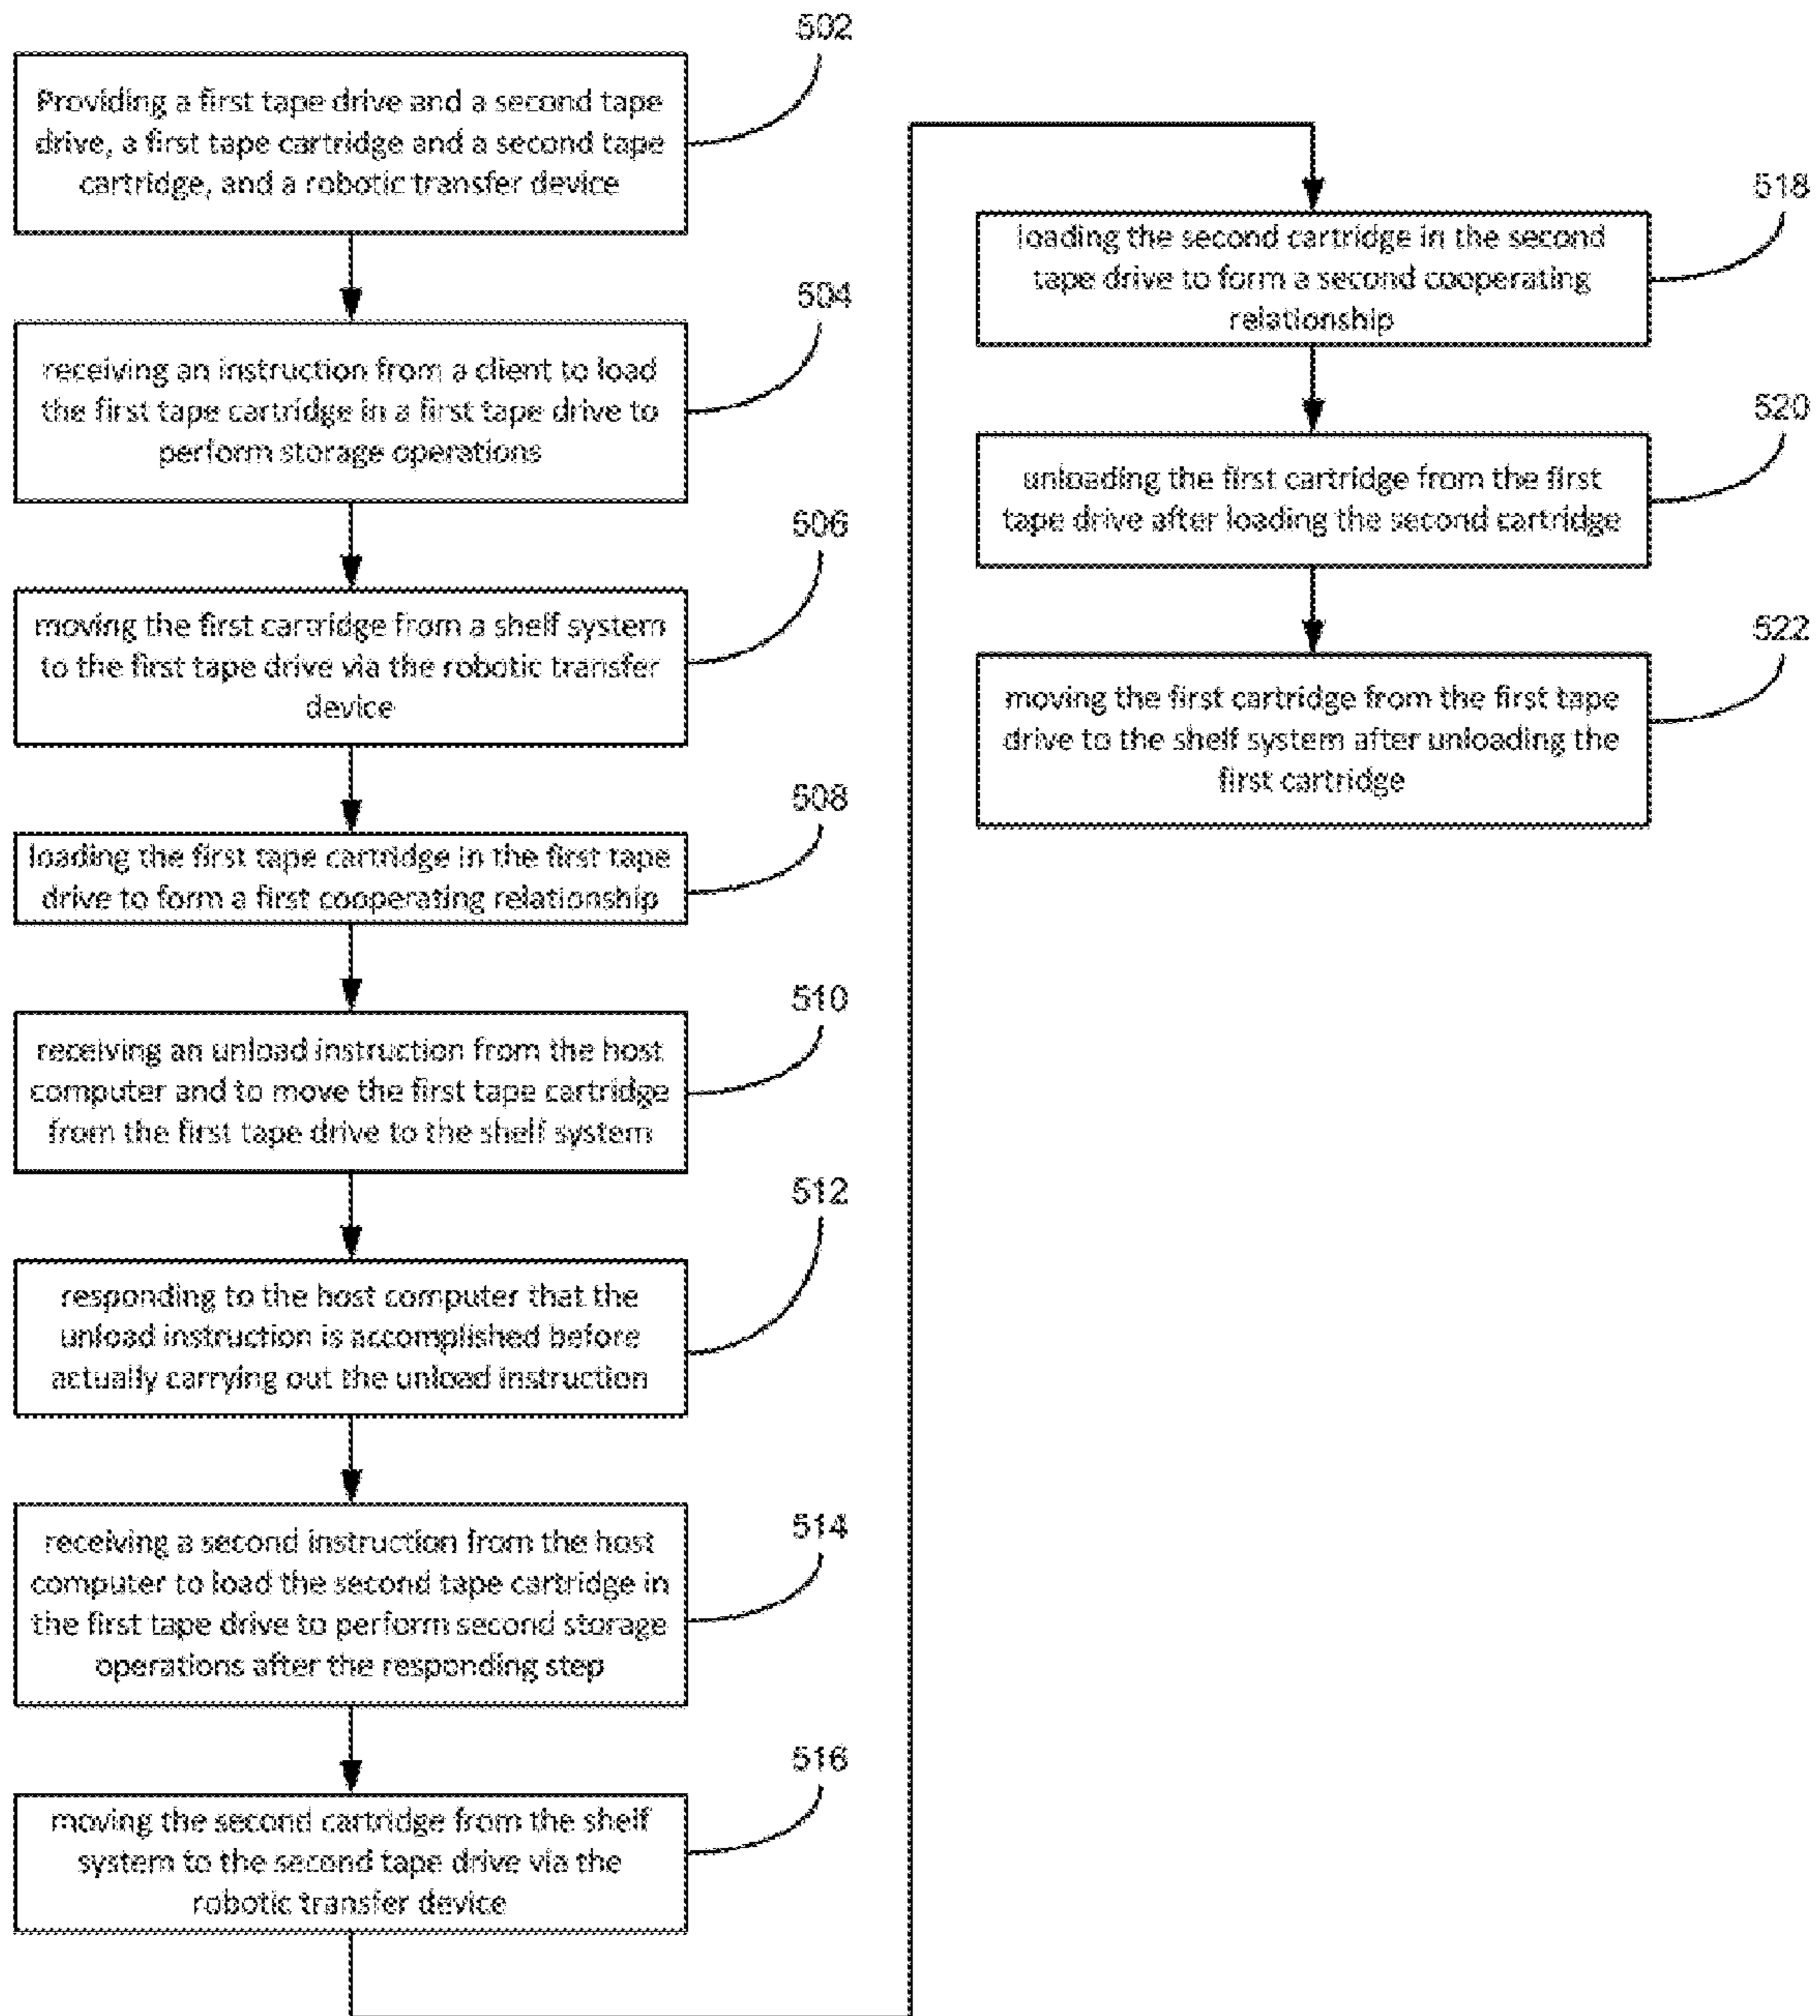 502
Providing a first tape drive and a second tape
drive, a first tape cartridge and a second tape
cartridge, and a robotic transfer device
504
receiving an instruction from a client to load
the first tape cartridge in a first tape drive to
perform storage operations
506
moving the first cartridge from a shelf system
to the first tape drive via the robotic transfer
device
508
loading the first tape cartridge in the first tape
drive to form a first cooperating relationship
510
receiving an unload instruction from the host
computer and to move the first tape cartridge
from the first tape drive to the shelf system
512
responding to the host computer that the
unload instruction is accomplished before
actually carrying out the unload instruction
514
receiving a second instruction from the host
computer to load the second tape cartridge in
the first tape drive to perform second storage
operations after the responding step
516
moving the second cartridge from the shelf
system to the second tape drive via the
robotic transfer device
518
loading the second cartridge in the second
tape drive to form a second cooperating
relationship
520
unloading the first cartridge from the first
tape drive after loading the second cartridge
522
moving the first cartridge from the first tape
drive to the shelf system after unloading the
first cartridge